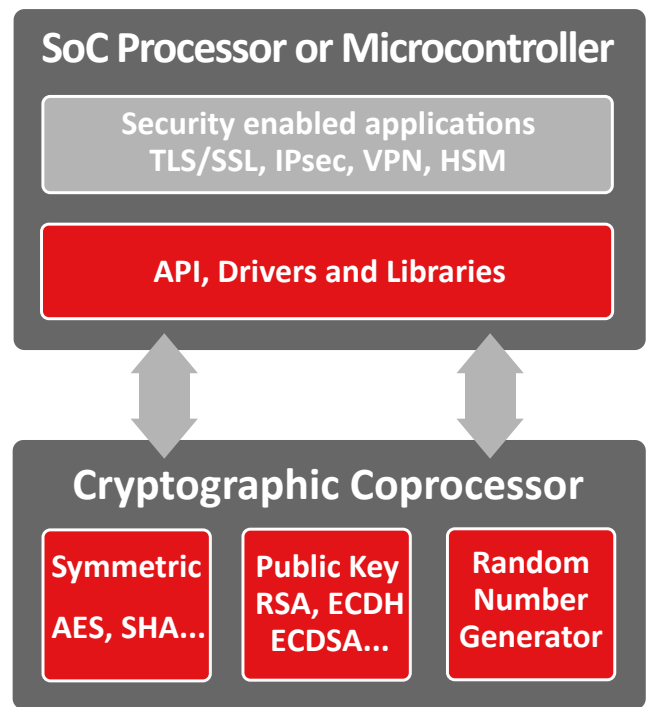 SoC Processor or Microcontroller
Security enabled applications
TLS/SSL, IPsec, VPN, HSM
API, Drivers and Libraries
Cryptographic Coprocessor
Symmetric
AES, SHA...
Public Key
RSA, ECDH
ECDSA...
Random
Number
Generator